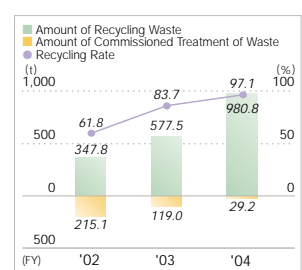 Amount of Recycling Waste
Amount of Commissioned Treatment of Waste
Recycling Rate
(t) (%)
1,000 97.1 100
83.7 980.8
61.8 577.5
500 347.8 50
0 0
215.1 119.0 29.2
500
(FY) '02 '03 '04